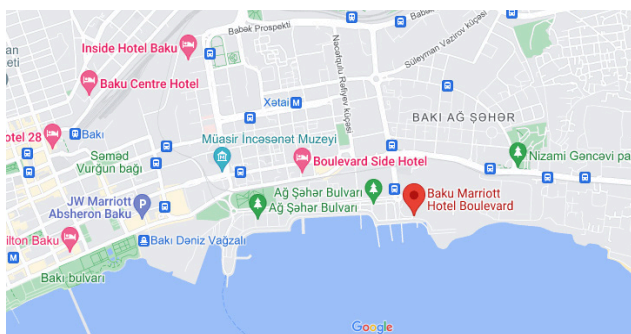 Babək Prospekti
Inside Hotel Baku
Nəcəfqulu Rəfiyev küçəsi
Süleyman Vəzirov küçəsi
Baku Centre Hotel
Xətai M
BAKI AĞ ŞƏHƏR
otel 28
Bakı
Müasir İncəsənət Muzeyi
Səməd
Vurğun bağı
Boulevard Side Hotel
Nizami Gəncəvi pa
JW Marriott
Absheron Baku
P
Ağ Şəhər Bulvarı
Ağ Şəhər Bulvarı
Baku Marriott
Hotel Boulevard
ilton Baku
Bakı Dəniz Vağzalı
M
Bakı bulvarı
Google